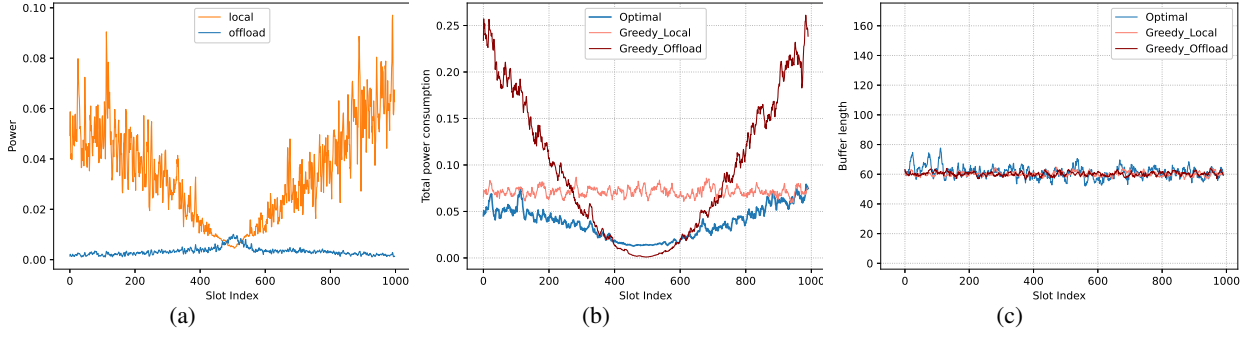 local
offload
0.10
0.08
0.06
0.04
0.02
0.00
Power
0 200 400 600 800 1000
Slot Index
(a)
Optimal
Greedy_Local
Greedy_Offload
0.25
0.20
0.15
0.10
0.05
0.00
Total power consumption
0 200 400 600 800 1000
Slot Index
(b)
Optimal
Greedy_Local
Greedy_Offload
160
140
120
100
80
60
40
20
0
Buffer length
0 200 400 600 800 1000
Slot Index
(c)